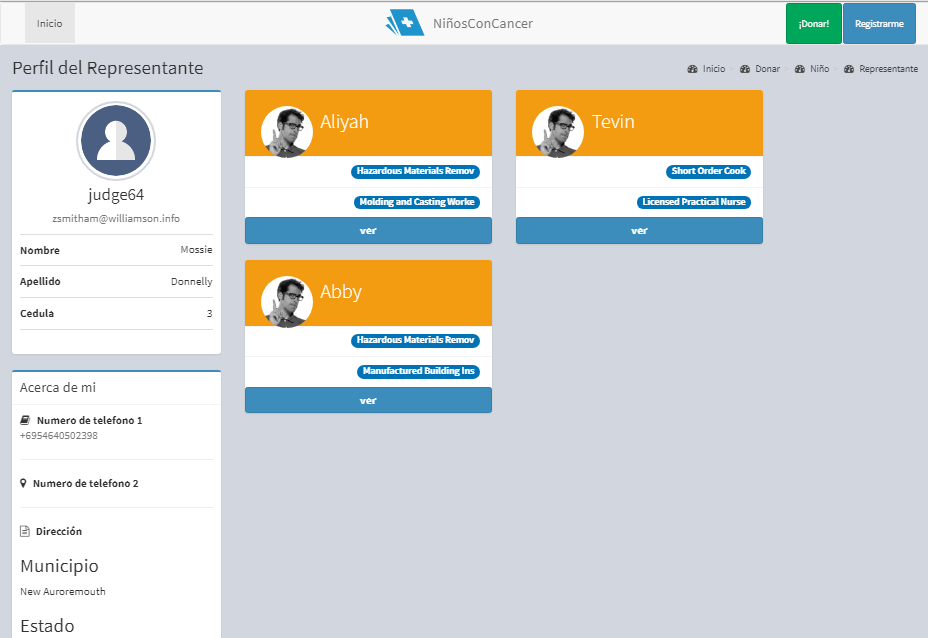 Inicio
NiñosConCancer
¡Donar!
Registrarme
Perfil del Representante
Inicio
Donar
Niño
Representante
judge64
zsmitham@williamson.info
Nombre Mossie
Apellido Donnelly
Cedula 3
Acerca de mi
Numero de telefono 1
+6954640502398
Numero de telefono 2
Dirección
Municipio
New Auroremouth
Estado
Aliyah
Hazardous Materials Remov
Molding and Casting Worke
ver
Tevin
Short Order Cook
Licensed Practical Nurse
ver
Abby
Hazardous Materials Remov
Manufactured Building Ins
ver